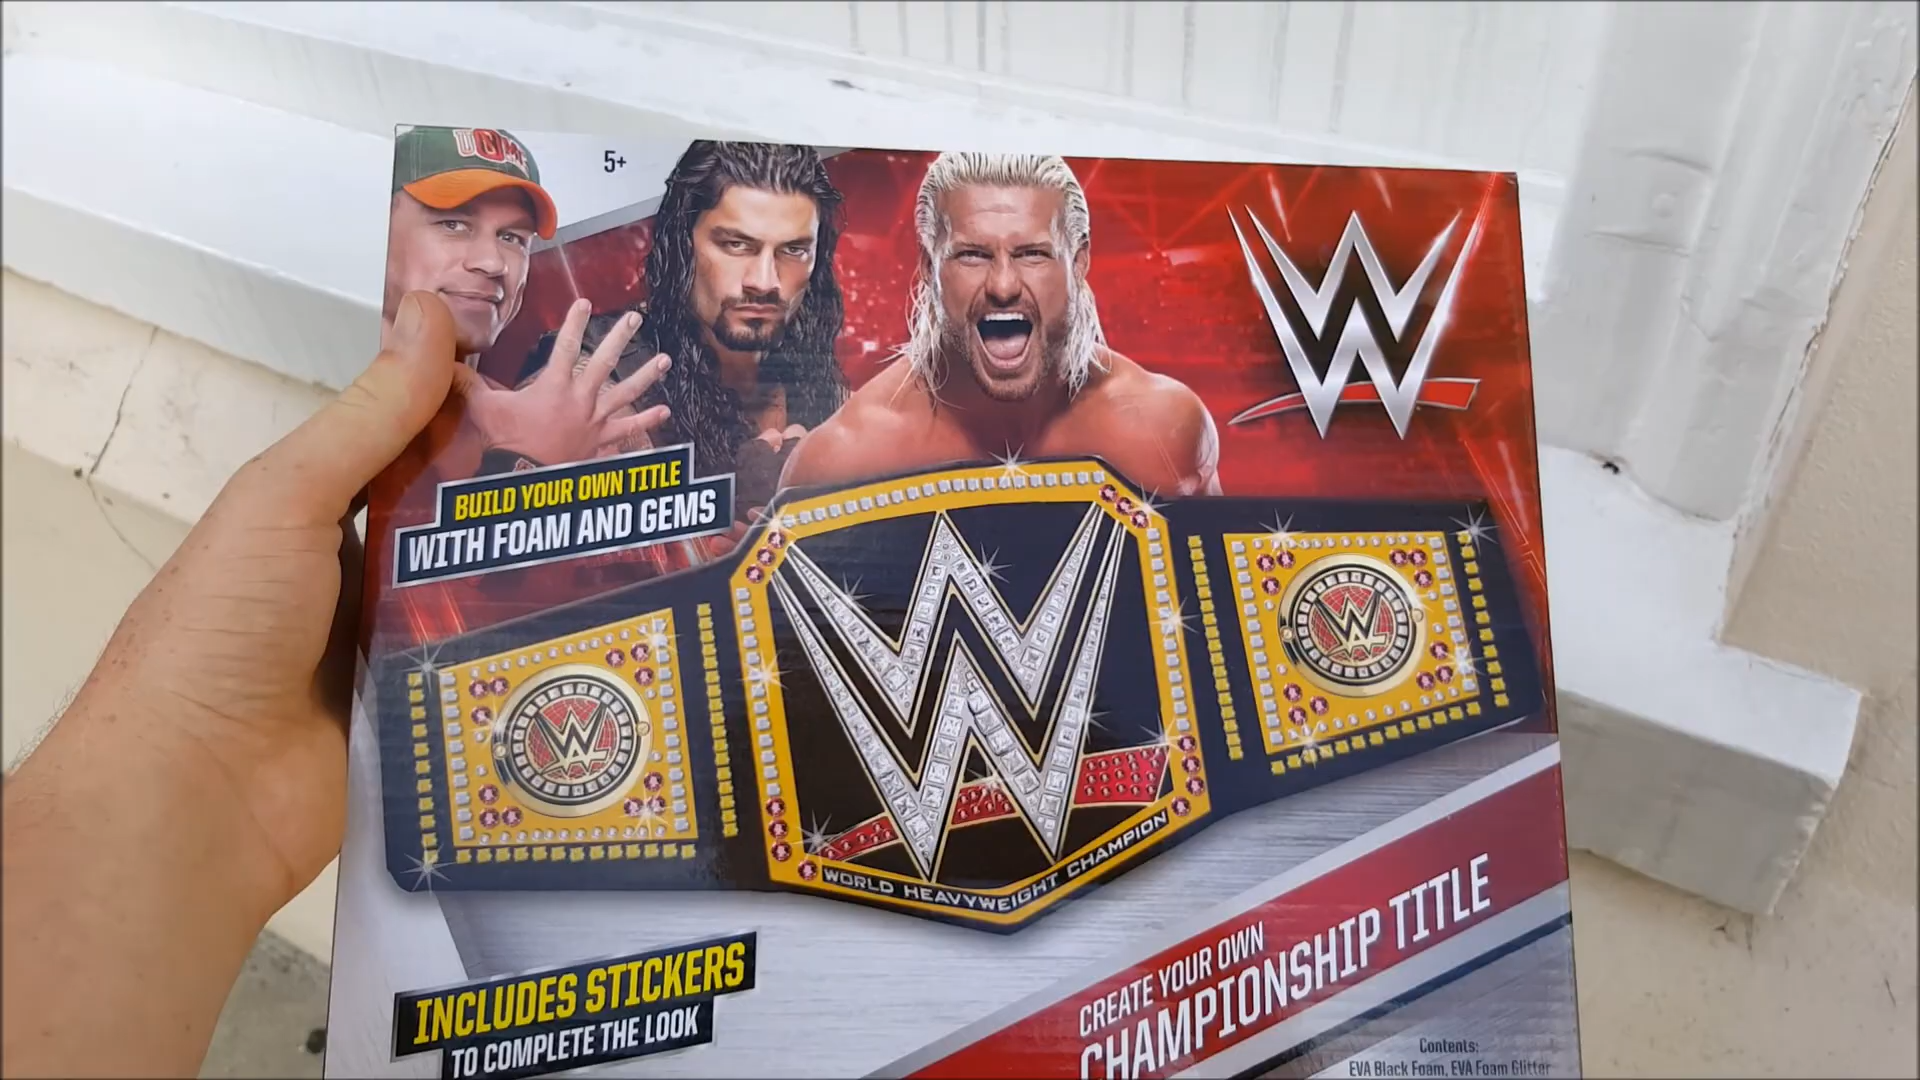 5+
W
BUILD YOUR OWN TITLE
WITH FOAM AND GEMS
W
W
W
WORLD HEAVYWEIGHT CHAMPION
INCLUDES STICKERS
TO COMPLETE THE LOOK
CREATE YOUR OWN
CHAMPIONSHIP TITLE
Contents:
EVA Black Foam, EVA Foam Glitter